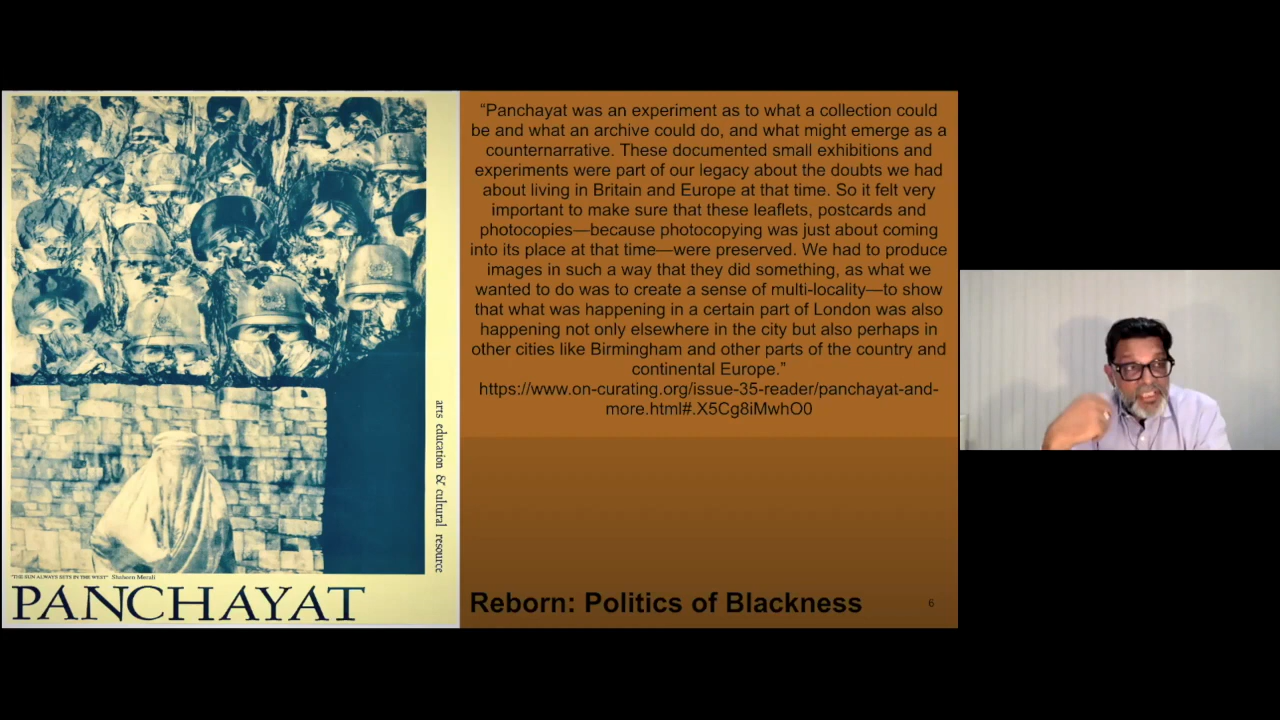 “Panchayat was an experiment as to what a collection could
be and what an archive could do, and what might emerge as a
counternarrative. These documented small exhibitions and
experiments were part of our legacy about the doubts we had
about living in Britain and Europe at that time. So it felt very
important to make sure that these leaflets, postcards and
photocopies—because photocopying was just about coming
into its place at that time—were preserved. We had to produce
images in such a way that they did something, as what we
wanted to do was to create a sense of multi-locality—to show
that what was happening in a certain part of London was also
happening not only elsewhere in the city but also perhaps in
other cities like Birmingham and other parts of the country and
continental Europe.”
https://www.on-curating.org/issue-35-reader/panchayat-and-
more.html#.X5Cg8iMwhO0
arts education & cultural resource
"THE SUN ALWAYS SETS IN THE WEST" Shaheen Merali
PANCHAYAT
Reborn: Politics of Blackness
6